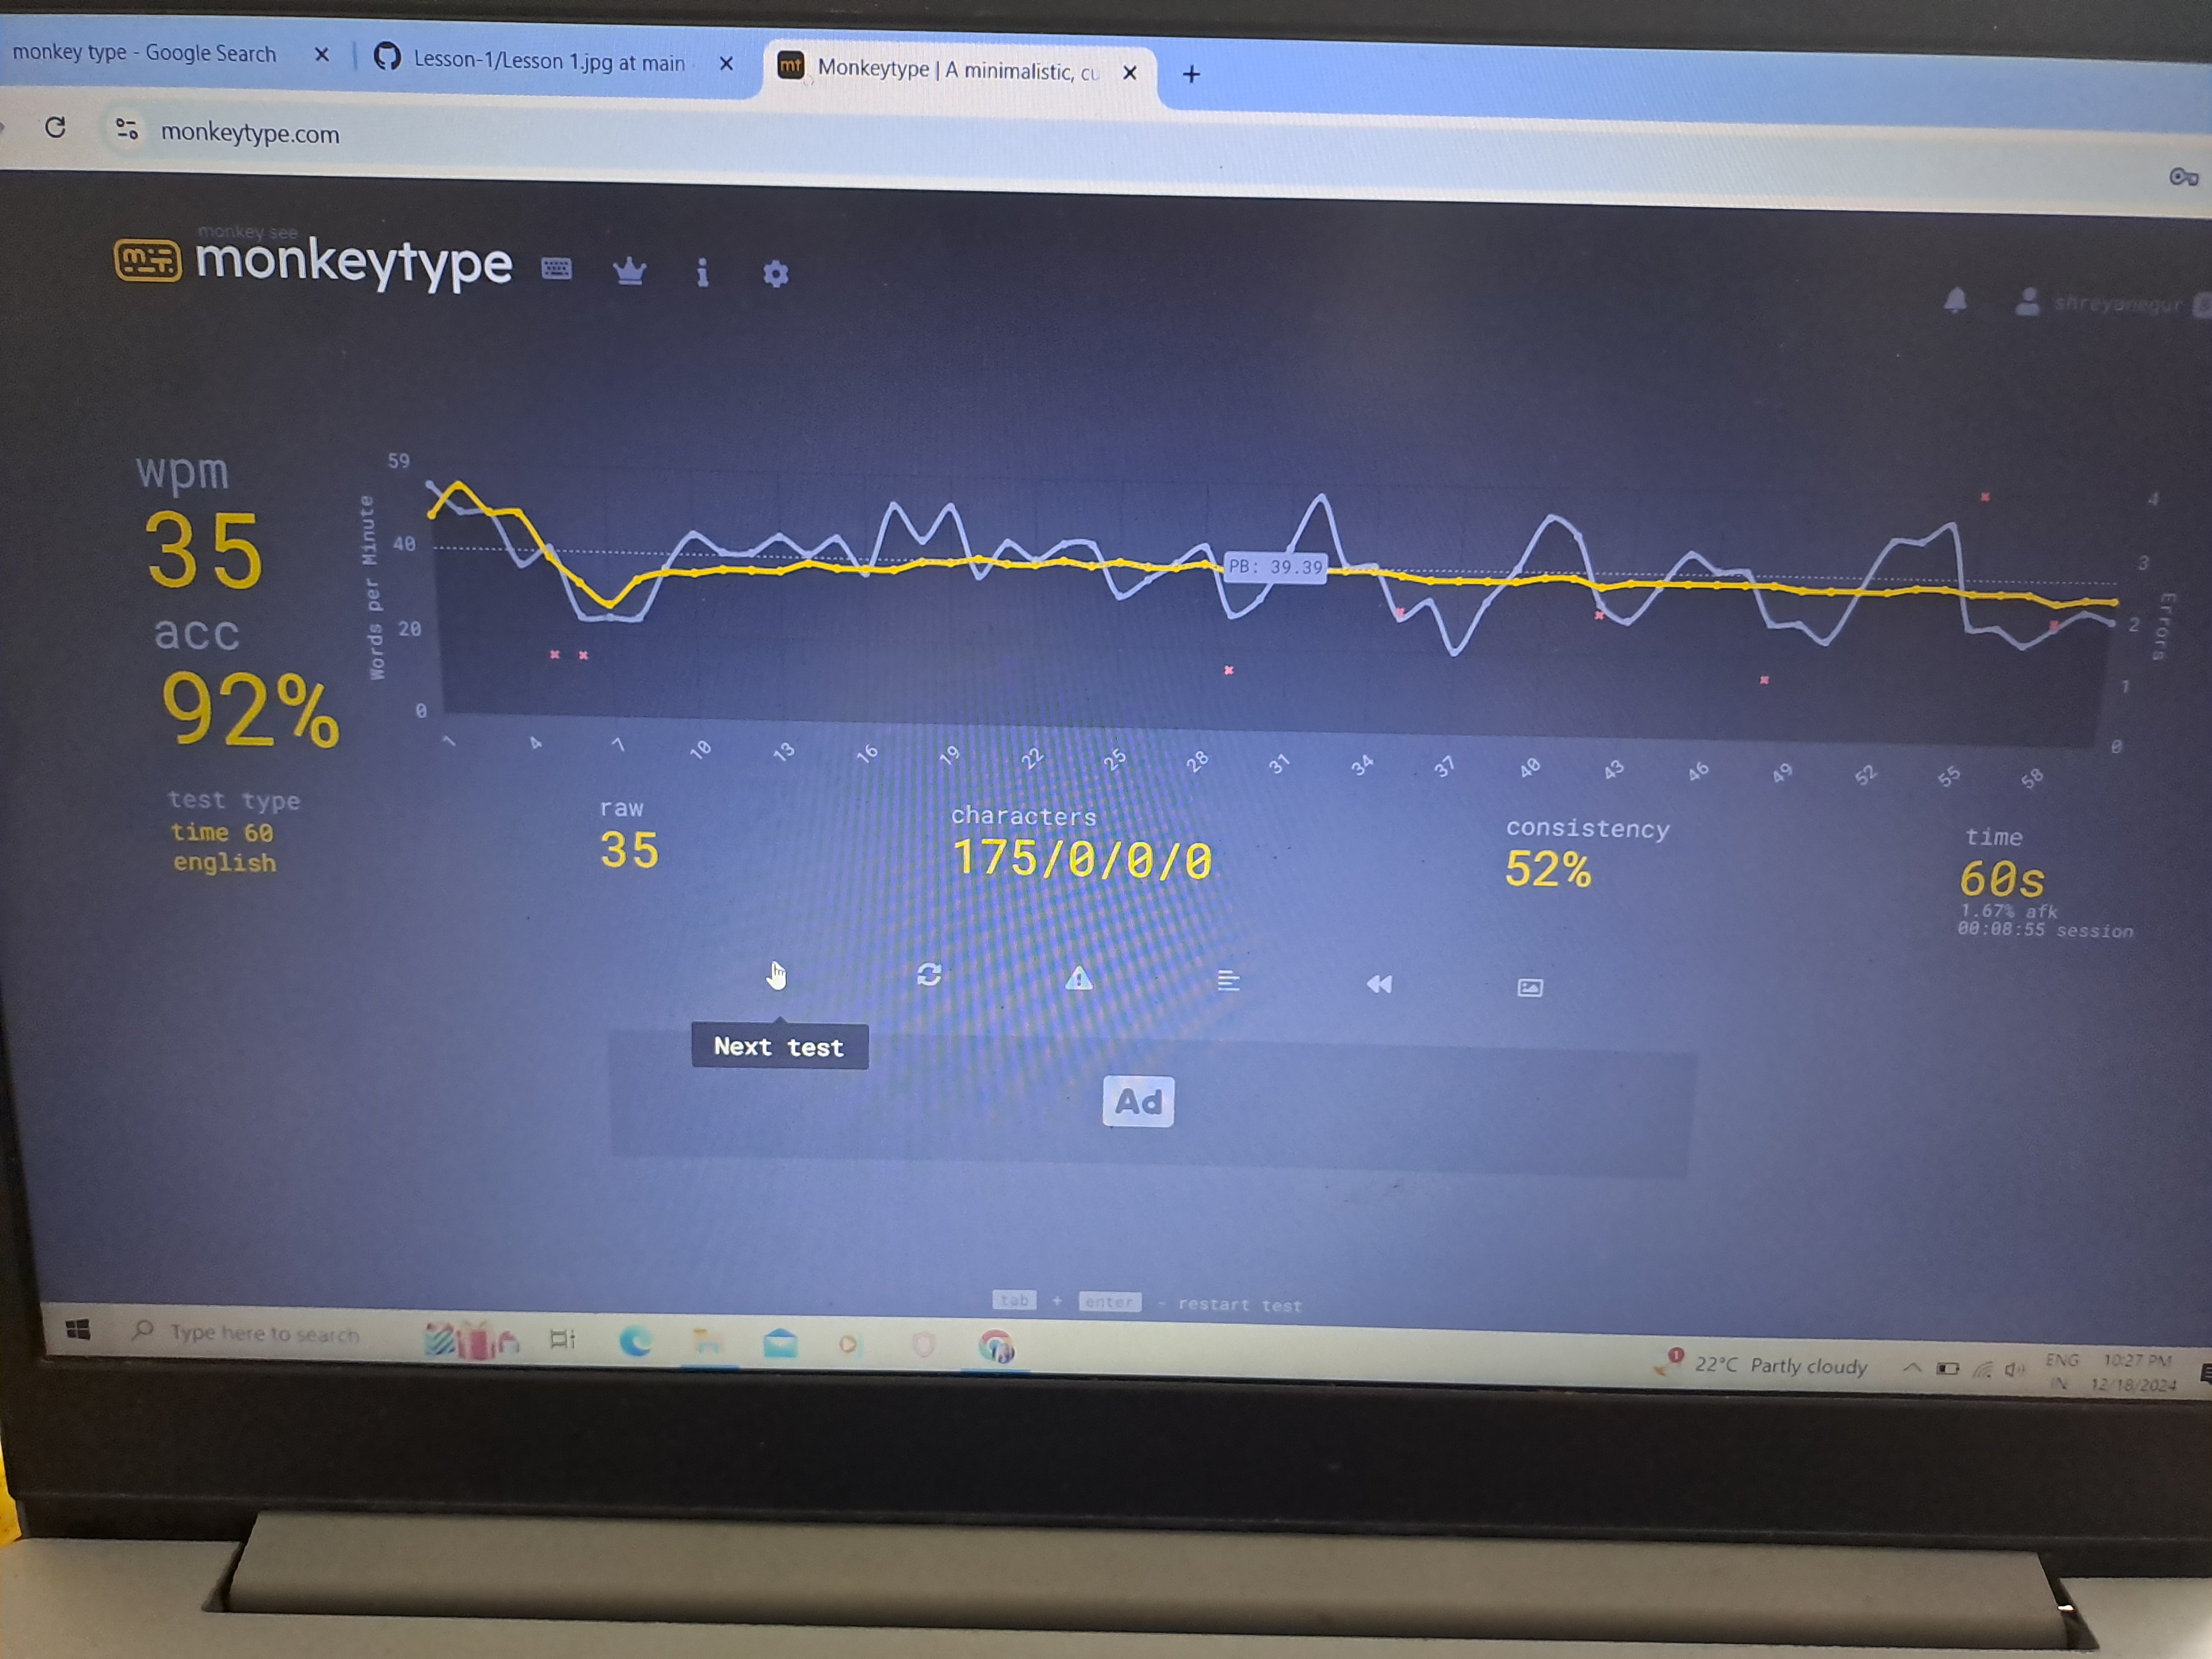 monkey type - Google Search
Lesson-1/Lesson 1.jpg at main
mt Monkeytype | A minimalistic, cu
monkeytype.com
monkey see
monkeytype
shreyanegur
wpm
35
acc
92%
Words per Minute
59
40
20
0
PB: 39.39
4
3
2
1
0
Errors
1 4 7 10 13 16 19 22 25 28 31 34 37 40 43 46 49 52 55 58
test type
time 60
english
raw
35
characters
175/0/0/0
consistency
52%
time
60s
1.67% afk
00:08:55 session
Next test
Ad
tab + enter - restart test
Type here to search
1
22°C Partly cloudy
ENG
IN
10:27 PM
12/18/2024